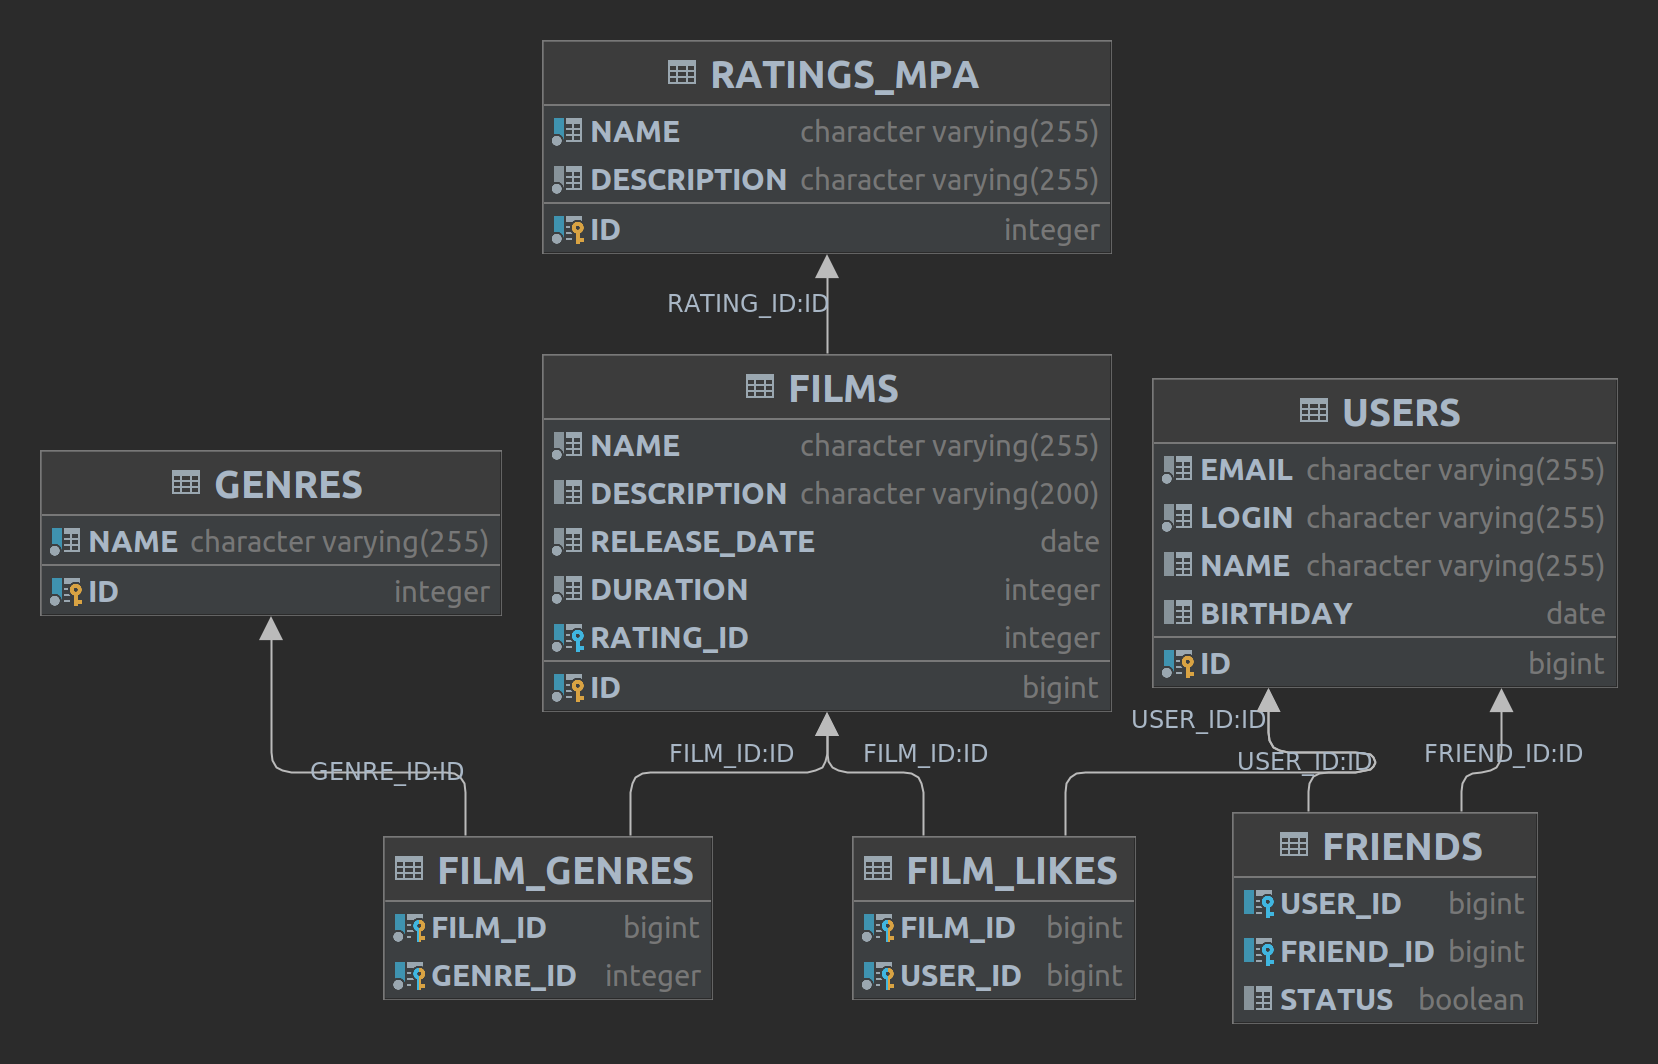 RATINGS_MPA
NAME character varying(255)
DESCRIPTION character varying(255)
ID integer
RATING_ID:ID
FILMS
NAME character varying(255)
DESCRIPTION character varying(200)
RELEASE_DATE date
DURATION integer
RATING_ID integer
ID bigint
USERS
EMAIL character varying(255)
LOGIN character varying(255)
NAME character varying(255)
BIRTHDAY date
ID bigint
GENRES
NAME character varying(255)
ID integer
GENRE_ID:ID
FILM_ID:ID
FILM_ID:ID
USER_ID:ID
USER_ID:ID
FRIEND_ID:ID
FILM_GENRES
FILM_ID bigint
GENRE_ID integer
FILM_LIKES
FILM_ID bigint
USER_ID bigint
FRIENDS
USER_ID bigint
FRIEND_ID bigint
STATUS boolean